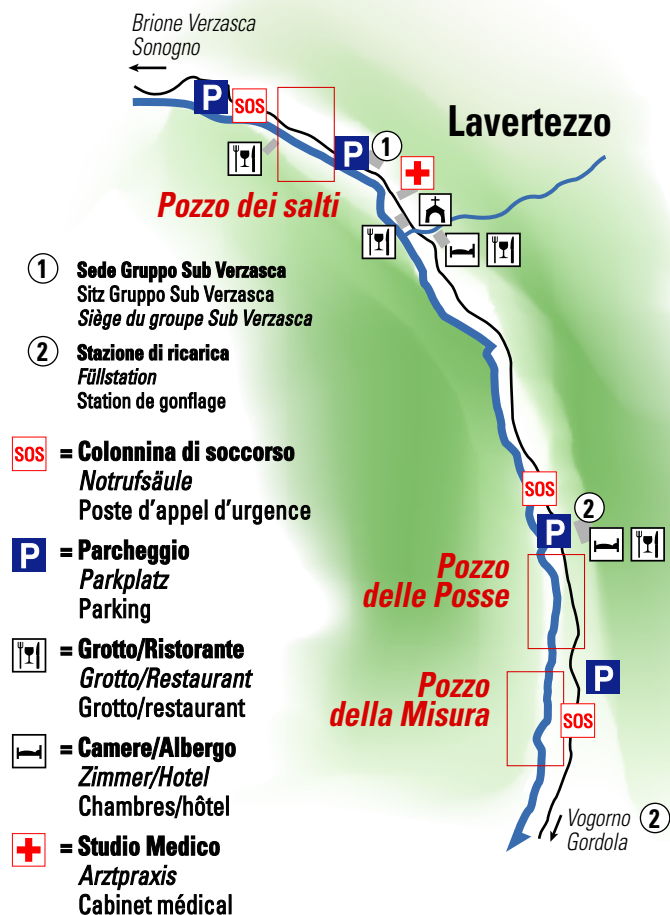 Brione Verzasca
Sonogno
P
SOS
P
1
Lavertezzo
Pozzo dei salti
1 Sede Gruppo Sub Verzasca
Sitz Gruppo Sub Verzasca
Siège du groupe Sub Verzasca
2 Stazione di ricarica
Füllstation
Station de gonflage
SOS = Colonnina di soccorso
Notrufsäule
Poste d'appel d'urgence
P = Parcheggio
Parkplatz
Parking
= Grotto/Ristorante
Grotto/Restaurant
Grotto/restaurant
= Camere/Albergo
Zimmer/Hotel
Chambres/hôtel
= Studio Medico
Arztpraxis
Cabinet médical
SOS
2
P
Pozzo
delle Posse
P
Pozzo
della Misura
SOS
Vogorno 2
Gordola